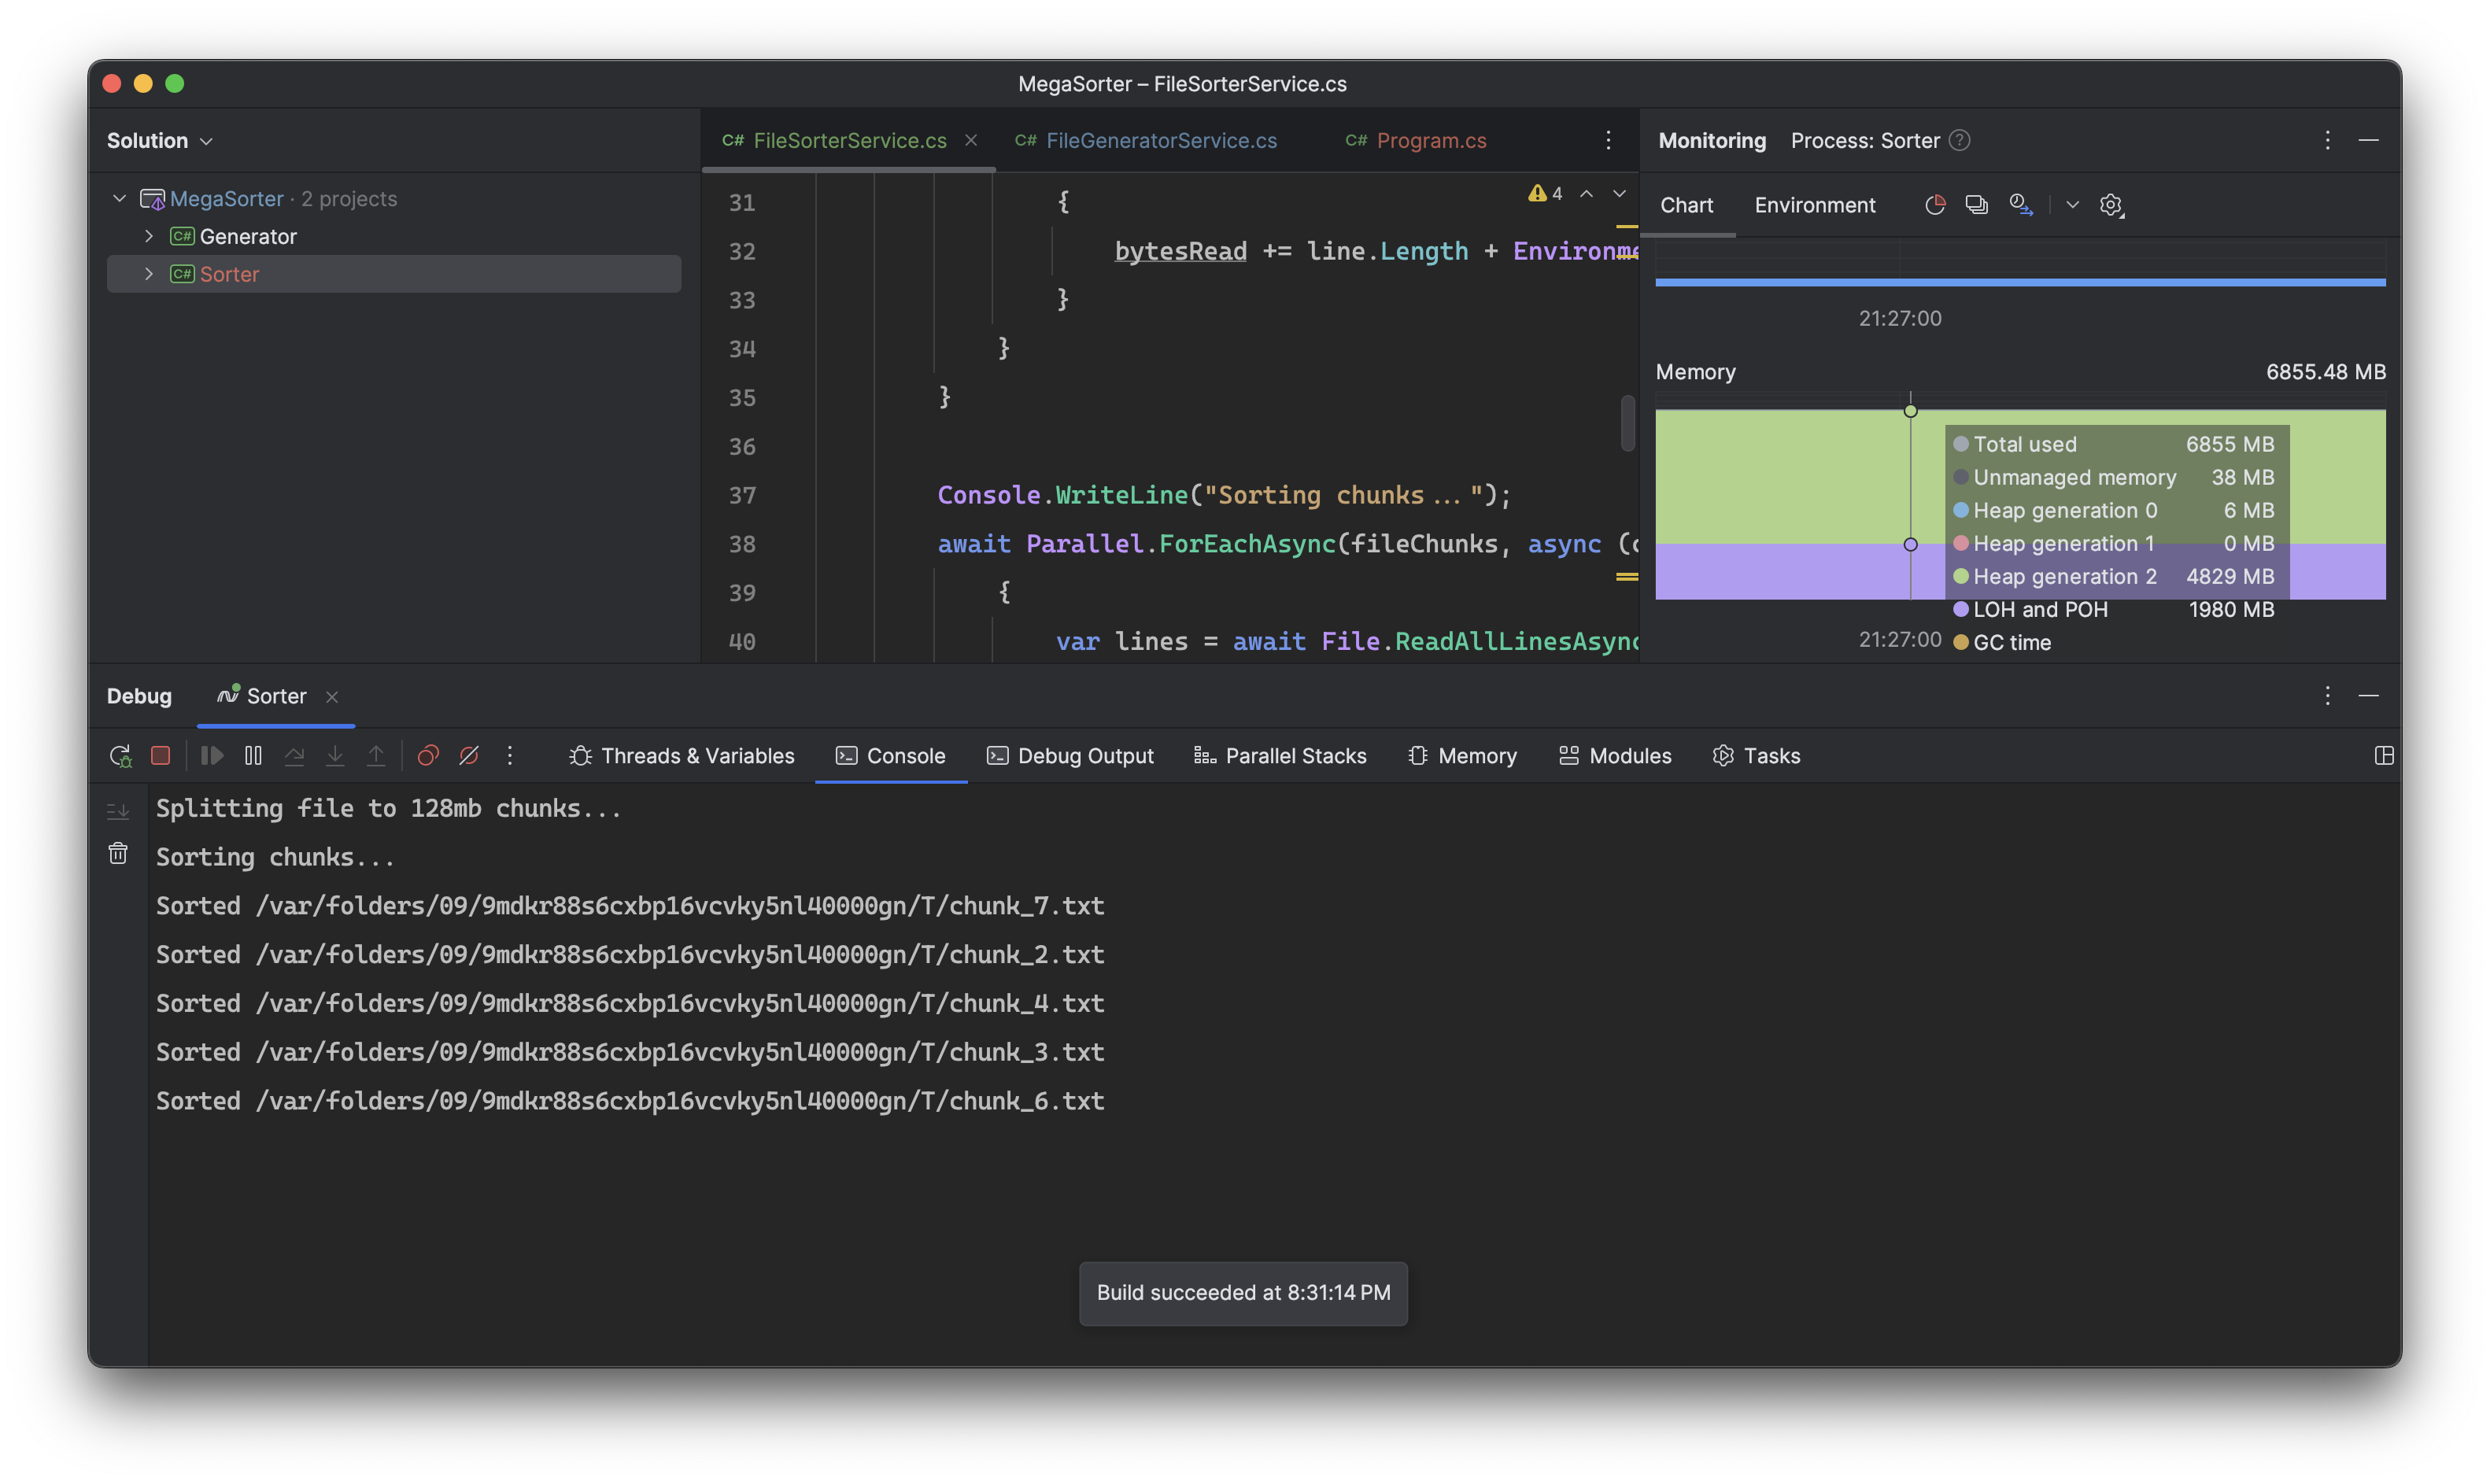 MegaSorter – FileSorterService.cs
Solution
MegaSorter · 2 projects
C# Generator
C# Sorter
C# FileSorterService.cs
C# FileGeneratorService.cs
C# Program.cs
4
31 {
32 bytesRead += line.Length + Environme
33 }
34 }
35 }
36
37 Console.WriteLine("Sorting chunks...");
38 await Parallel.ForEachAsync(fileChunks, async (c
39 {
40 var lines = await File.ReadAllLinesAsync
Monitoring Process: Sorter ?
Chart Environment
21:27:00
Memory 6855.48 MB
Total used 6855 MB
Unmanaged memory 38 MB
Heap generation 0 6 MB
Heap generation 1 0 MB
Heap generation 2 4829 MB
LOH and POH 1980 MB
21:27:00 GC time
Debug Sorter
Threads & Variables Console Debug Output Parallel Stacks Memory Modules Tasks
Splitting file to 128mb chunks...
Sorting chunks...
Sorted /var/folders/09/9mdkr88s6cxbp16vcvky5nl40000gn/T/chunk_7.txt
Sorted /var/folders/09/9mdkr88s6cxbp16vcvky5nl40000gn/T/chunk_2.txt
Sorted /var/folders/09/9mdkr88s6cxbp16vcvky5nl40000gn/T/chunk_4.txt
Sorted /var/folders/09/9mdkr88s6cxbp16vcvky5nl40000gn/T/chunk_3.txt
Sorted /var/folders/09/9mdkr88s6cxbp16vcvky5nl40000gn/T/chunk_6.txt
Build succeeded at 8:31:14 PM